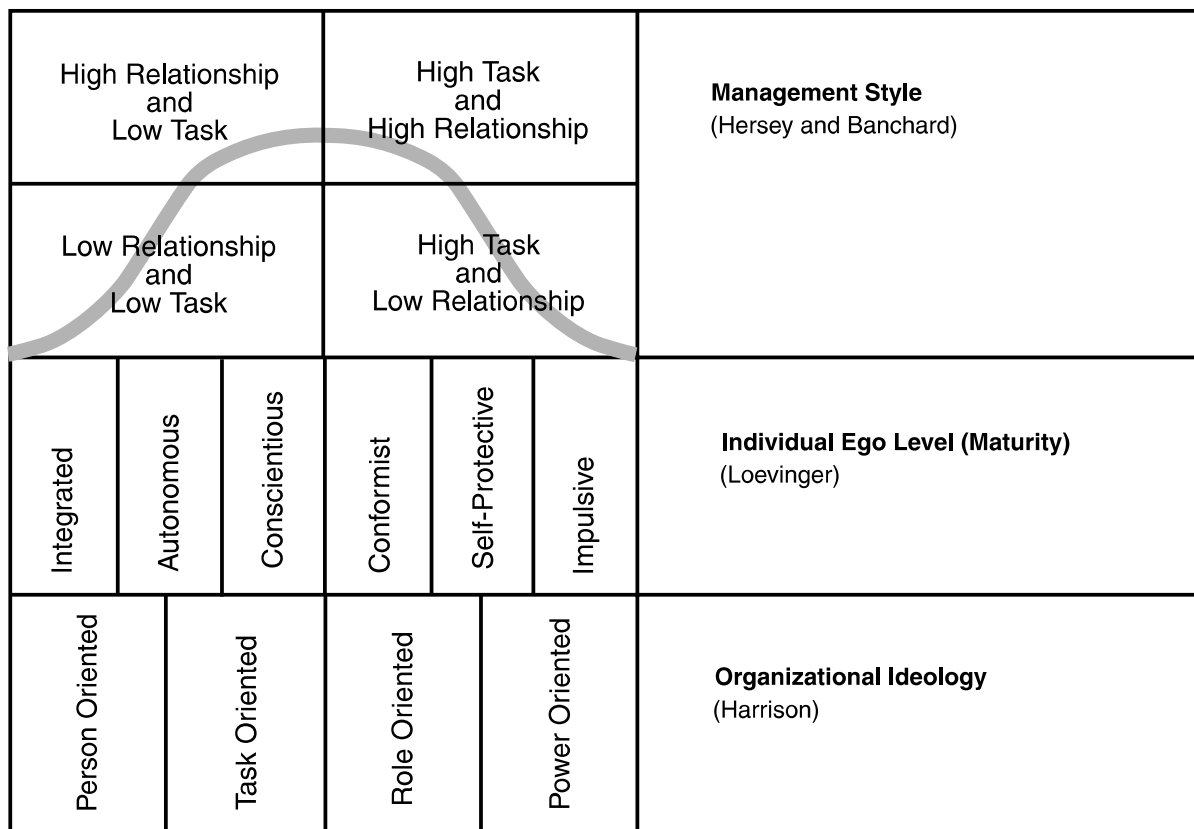 High Relationship
and
Low Task
High Task
and
High Relationship
Management Style
(Hersey and Banchard)
Low Relationship
and
Low Task
High Task
and
Low Relationship
Integrated
Autonomous
Conscientious
Conformist
Self-Protective
Impulsive
Individual Ego Level (Maturity)
(Loevinger)
Person Oriented
Task Oriented
Role Oriented
Power Oriented
Organizational Ideology
(Harrison)